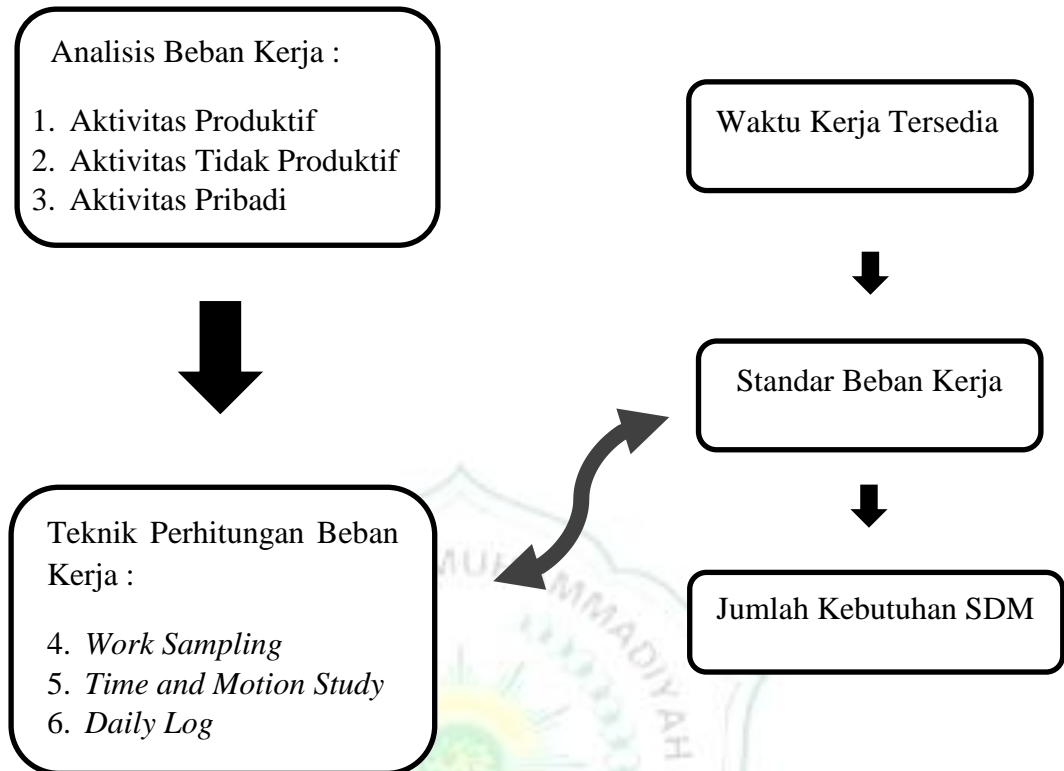 Analisis Beban Kerja :
1. Aktivitas Produktif
2. Aktivitas Tidak Produktif
3. Aktivitas Pribadi
Teknik Perhitungan Beban
Kerja :
4. Work Sampling
5. Time and Motion Study
6. Daily Log
Waktu Kerja Tersedia
Standar Beban Kerja
Jumlah Kebutuhan SDM